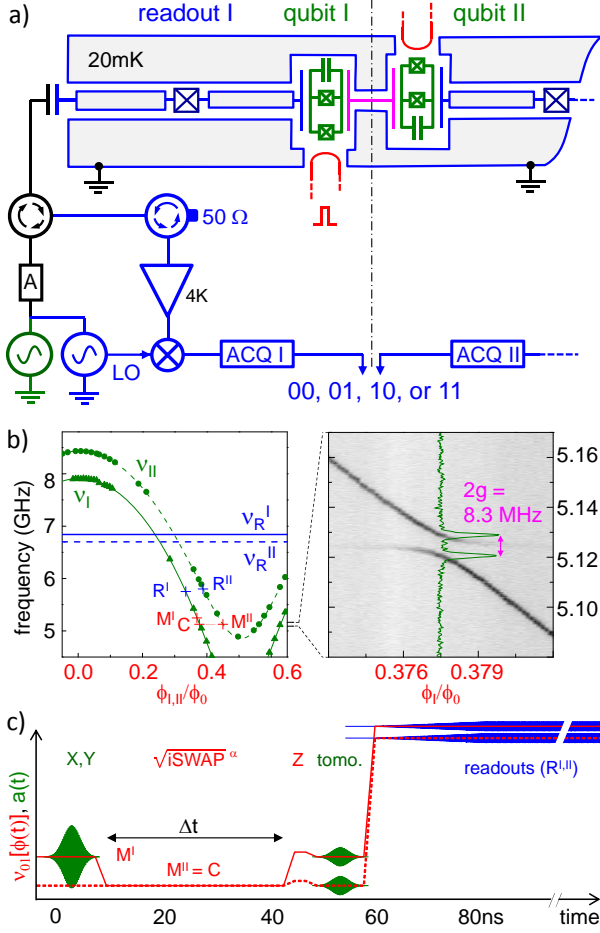 a)
readout I qubit I qubit II
20mK
50 Ω
A
4K
LO
ACQ I ACQ II
00, 01, 10, or 11
b)
frequency (GHz)
8
7
6
5
ν_II
ν_I
ν_R^I
ν_R^II
R^I
R^II
M^I
C
M^II
0.0 0.2 0.4 0.6
ϕ_I,II/ϕ_0
2g =
8.3 MHz
5.16
5.14
5.12
5.10
0.376 0.379
ϕ_I/ϕ_0
c)
ν_01[ϕ(t)], a(t)
X,Y √iSWAP^α Z tomo.
readouts (R^I,II)
Δt
M^I
M^II = C
0 20 40 60 80ns time